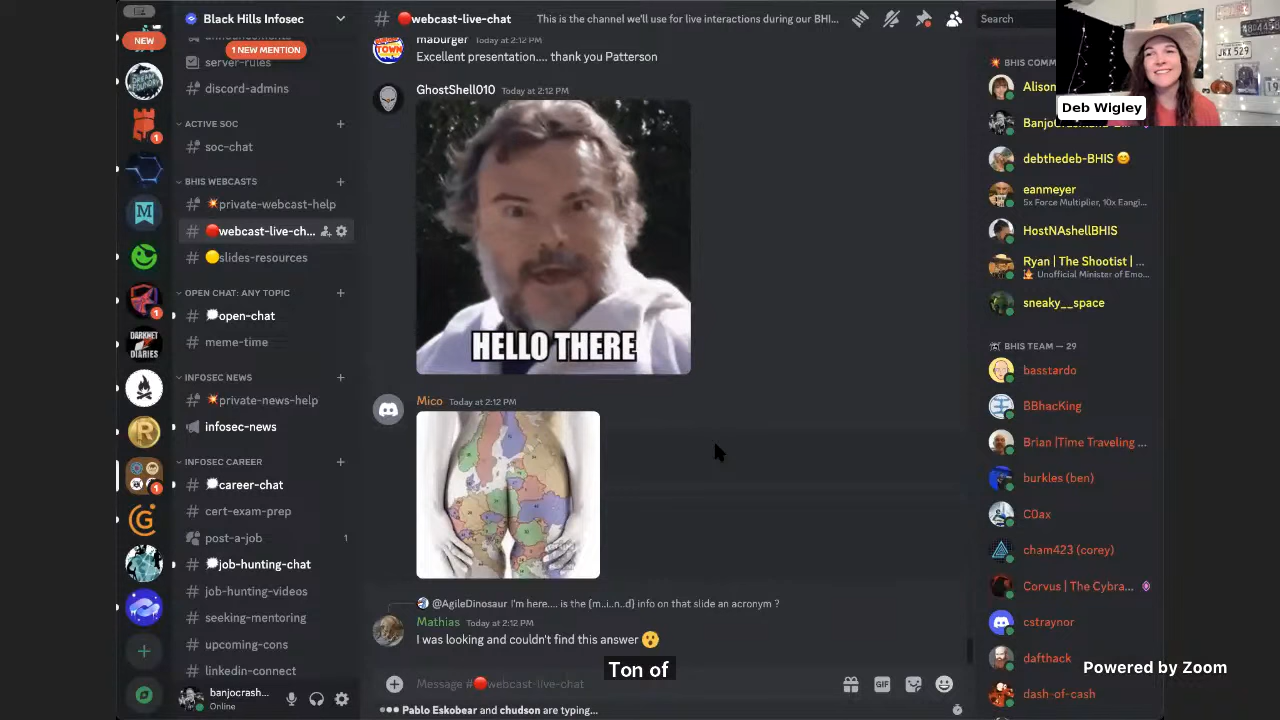 Black Hills Infosec
NEW
1 NEW MENTION
server-rules
discord-admins
ACTIVE SOC
soc-chat
BHIS WEBCASTS
private-webcast-help
webcast-live-ch...
slides-resources
OPEN CHAT: ANY TOPIC
open-chat
meme-time
INFOSEC NEWS
private-news-help
infosec-news
INFOSEC CAREER
career-chat
cert-exam-prep
post-a-job 1
job-hunting-chat
job-hunting-videos
seeking-mentoring
upcoming-cons
linkedin-connect
banjocrash...
Online
DARKNET
DIARIES
webcast-live-chat
This is the channel we'll use for live interactions during our BHI...
Search
maburger Today at 2:12 PM
Excellent presentation.... thank you Patterson
GhostShell010 Today at 2:12 PM
HELLO THERE
Mico Today at 2:12 PM
@AgileDinosaur I'm here.... is the {m..i..n..d} info on that slide an acronym ?
Mathias Today at 2:12 PM
I was looking and couldn't find this answer
Ton of
Message #webcast-live-chat
GIF
Pablo Eskobear and chudson are typing...
Deb Wigley
JKX 529
debthedeb-BHIS
eanmeyer
5x Force Multiplier, 10x Eangi...
HostNAshellBHIS
Ryan | The Shootist | ...
Unofficial Minister of Emo...
sneaky__space
BHIS TEAM — 29
basstardo
BBhacKing
Brian |Time Traveling ...
burkles (ben)
C0ax
cham423 (corey)
Corvus | The Cybra...
cstraynor
dafthack
dash-of-cash
Powered by Zoom